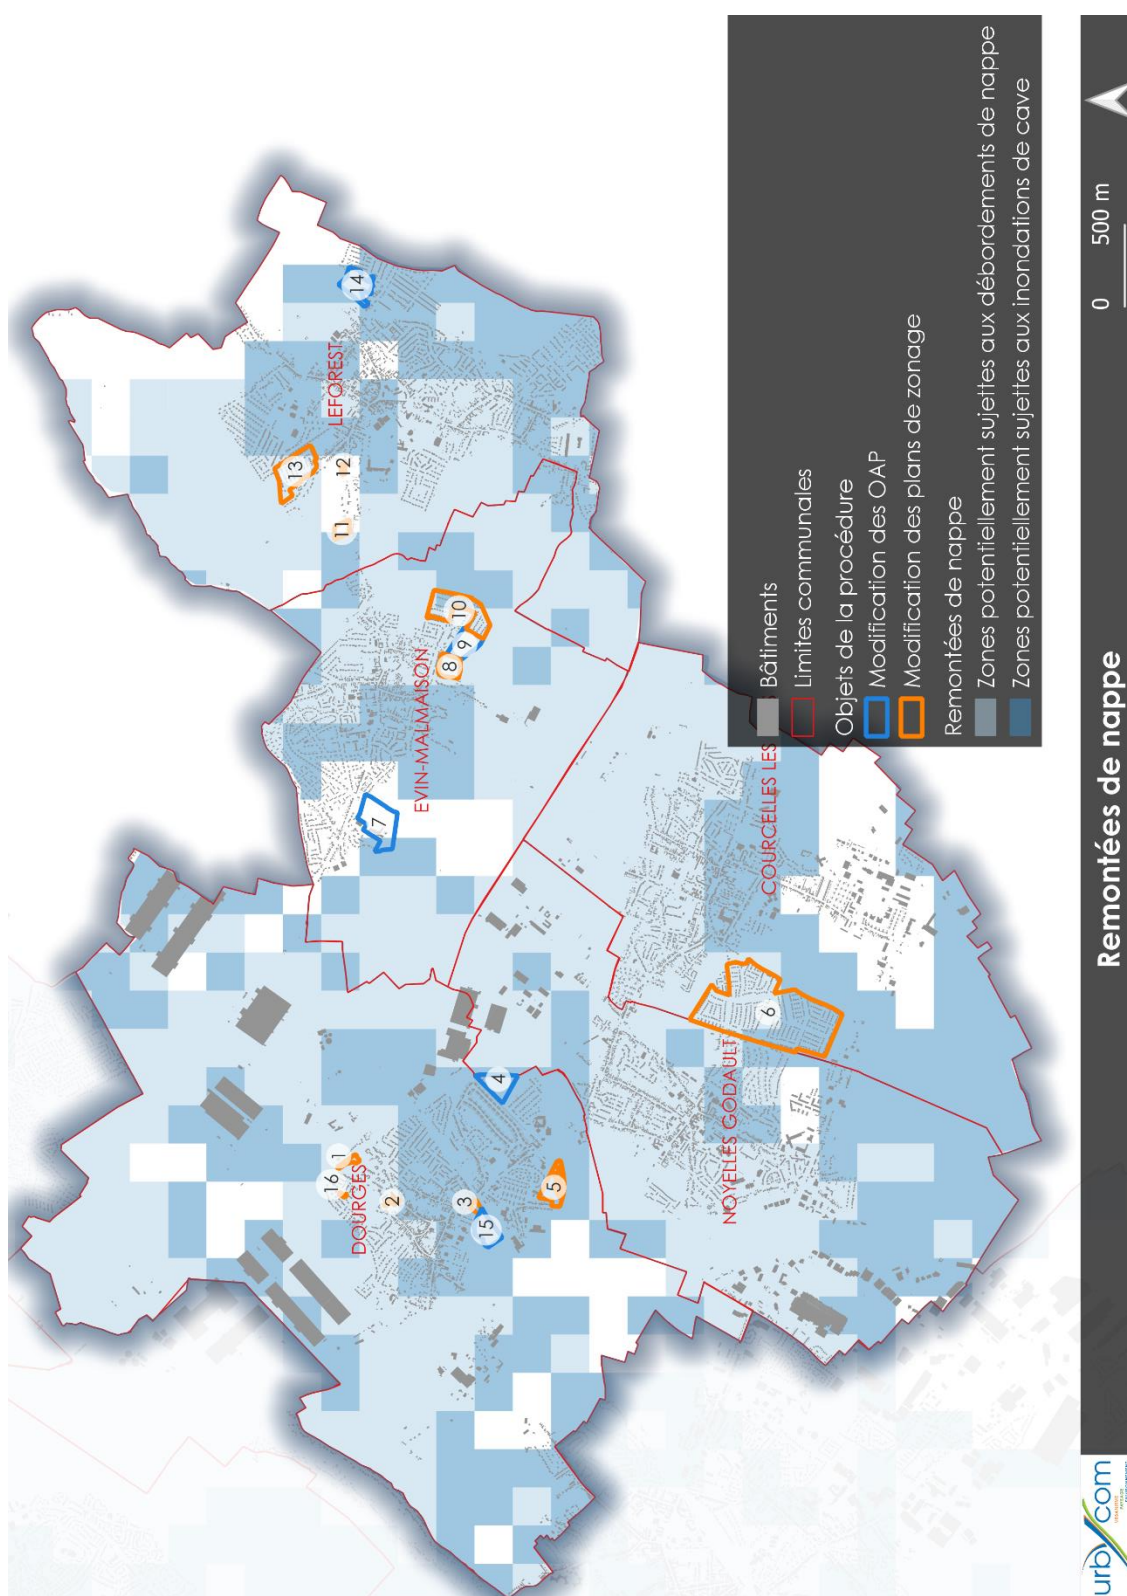 LEFOREST
EVIN-MALMAISON
DOURGES
NOYELLES GODAULT
COURCELLES LES
1
2
3
4
5
6
7
8
9
10
11
12
13
14
15
16
Bâtiments
Limites communales
Objets de la procédure
Modification des OAP
Modification des plans de zonage
Remontées de nappe
Zones potentiellement sujettes aux débordements de nappe
Zones potentiellement sujettes aux inondations de cave
0 500 m
Remontées de nappe
urbycom